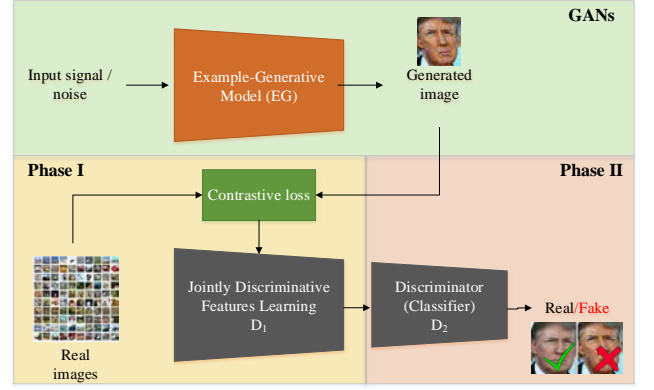 GANs
Input signal /
noise
Example-Generative
Model (EG)
Generated
image
Phase I
Phase II
Contrastive loss
Jointly Discriminative
Features Learning
D₁
Discriminator
(Classifier)
D₂
Real/Fake
Real
images